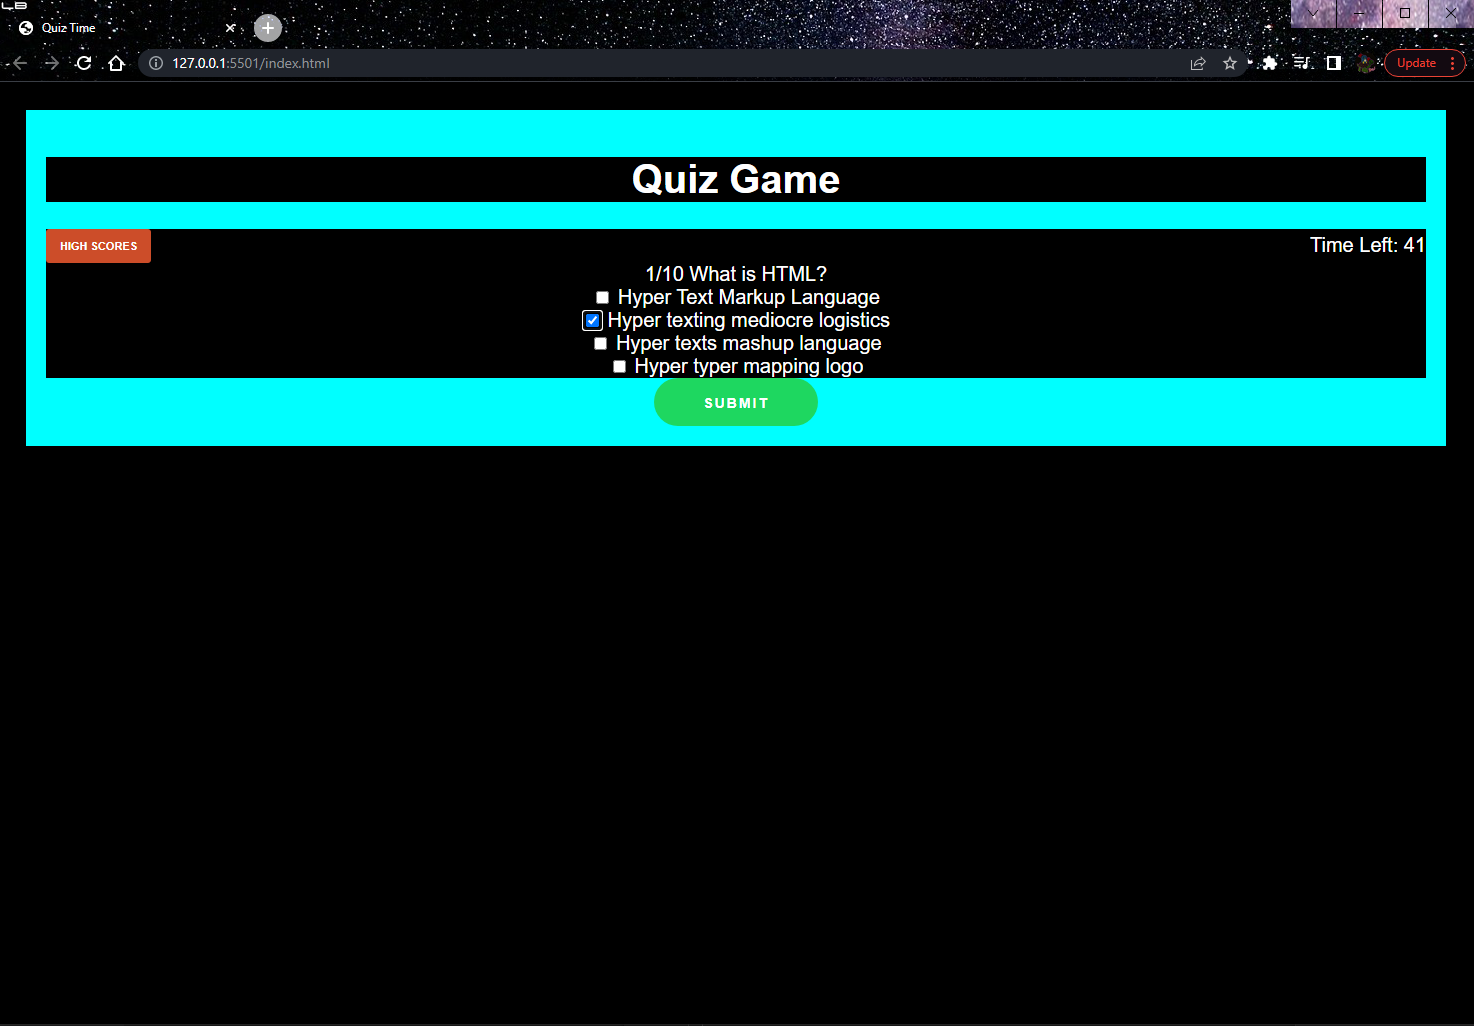 Quiz Time
127.0.0.1:5501/index.html
Update
Quiz Game
HIGH SCORES
Time Left: 41
1/10 What is HTML?
Hyper Text Markup Language
Hyper texting mediocre logistics
Hyper texts mashup language
Hyper typer mapping logo
SUBMIT